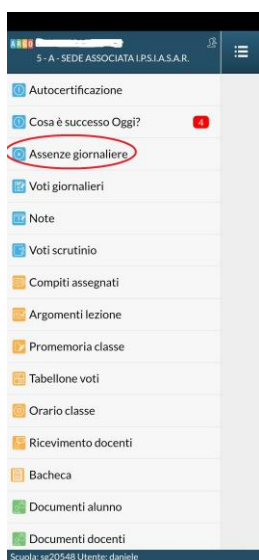 ARGO
5 - A - SEDE ASSOCIATA I.P.S.I.A.S.A.R.
Autocertificazione
Cosa è successo Oggi? 4
Assenze giornaliere
Voti giornalieri
Note
Voti scrutinio
Compiti assegnati
Argomenti lezione
Promemoria classe
Tabellone voti
Orario classe
Ricevimento docenti
Bacheca
Documenti alunno
Documenti docenti
Scuola: sg20548 Utente: daniele